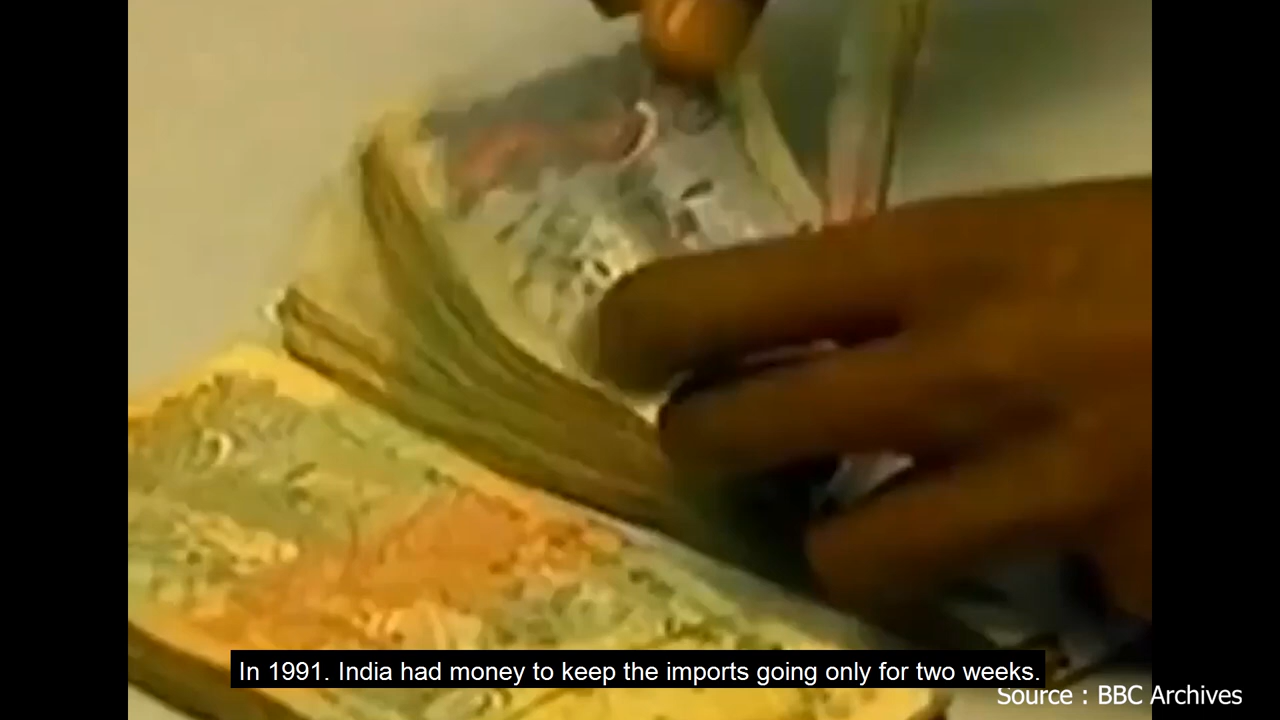 In 1991. India had money to keep the imports going only for two weeks.
Source : BBC Archives